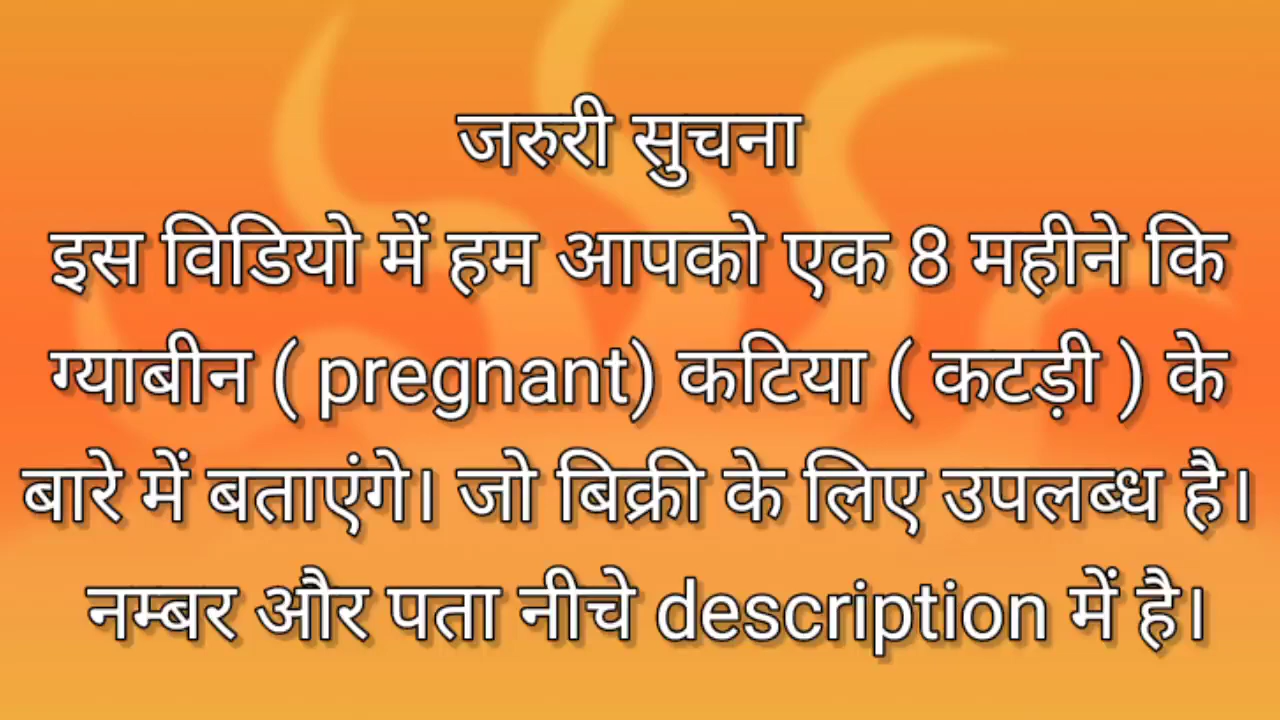 जरुरी सुचना
इस विडियो में हम आपको एक 8 महीने कि
ग्याबीन ( pregnant) कटिया ( कटड़ी ) के
बारे में बताएंगे। जो बिक्री के लिए उपलब्ध है।
नम्बर और पता नीचे description में है।